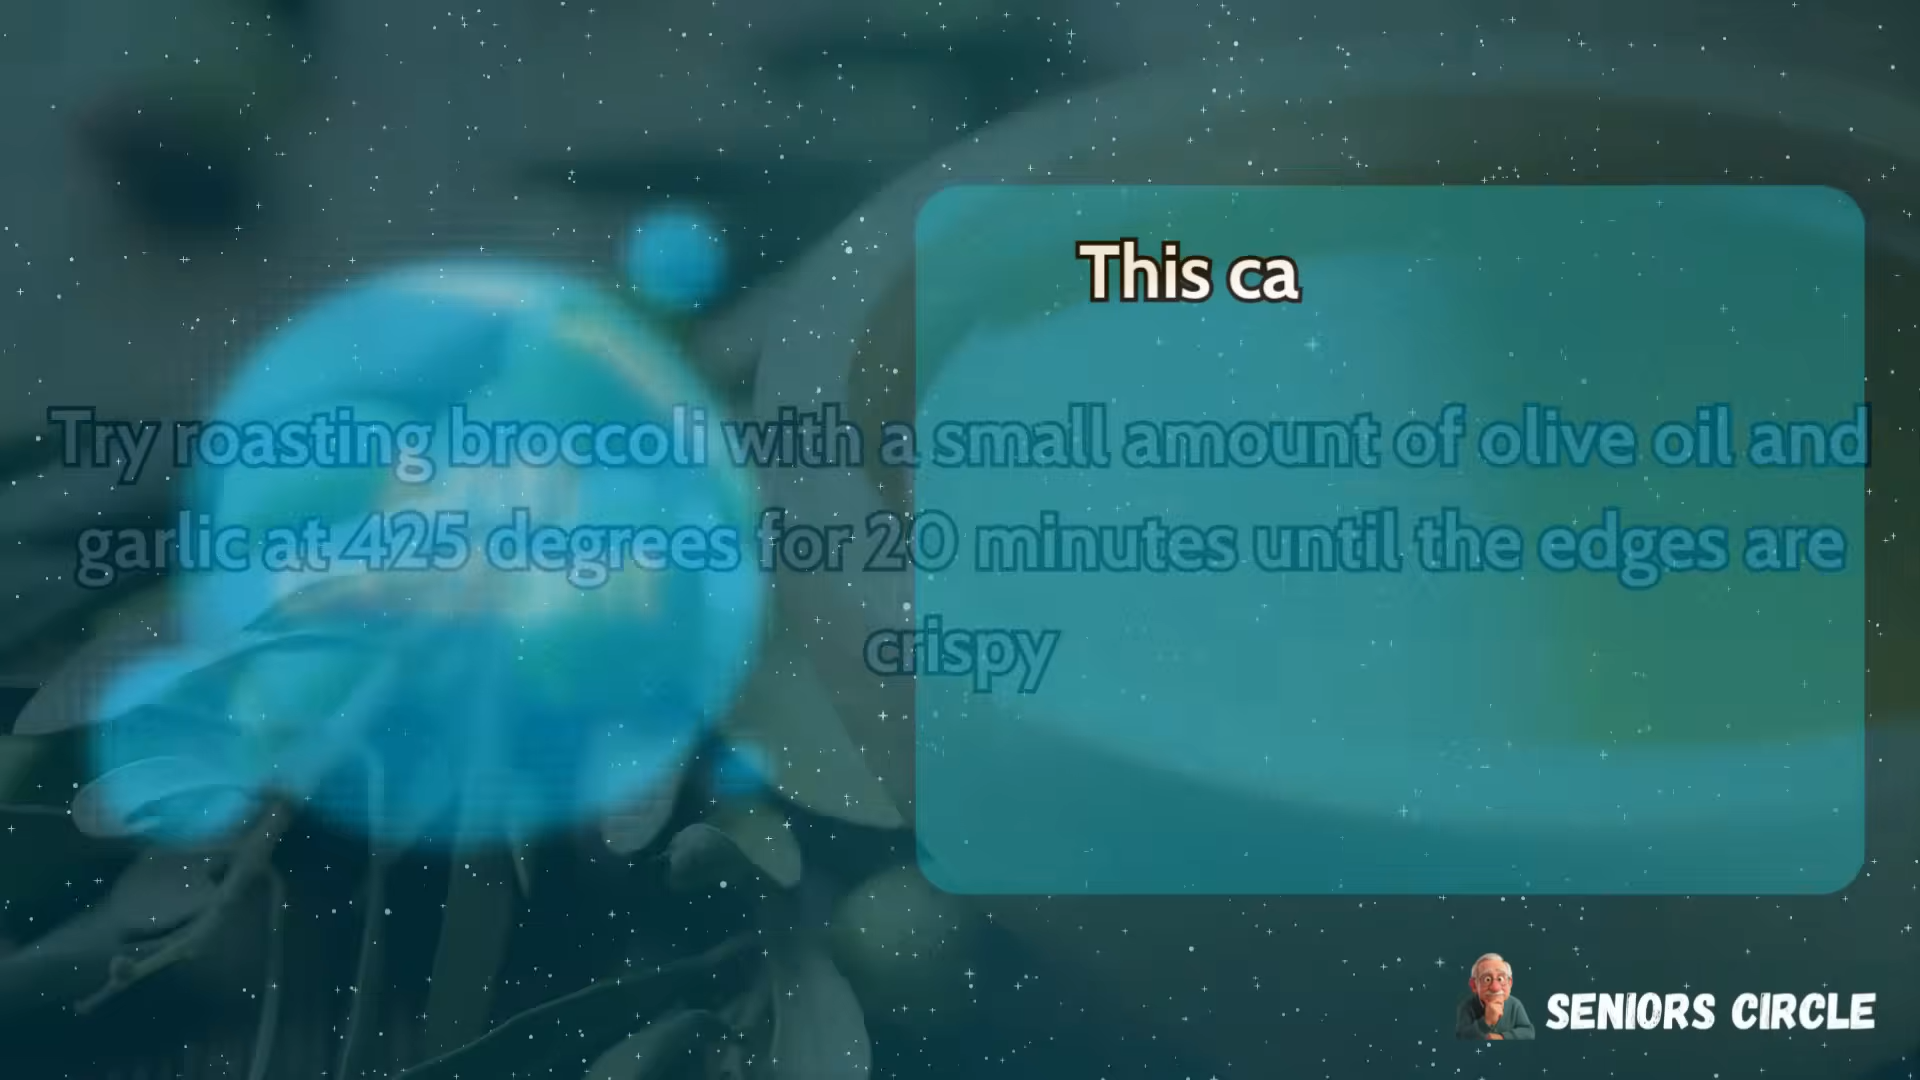 This ca
Try roasting broccoli with a small amount of olive oil and
garlic at 425 degrees for 20 minutes until the edges are
crispy
SENIORS CIRCLE